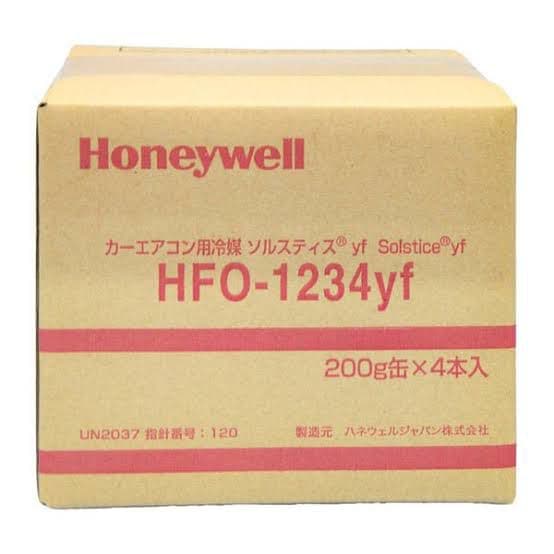 Honeywell
カーエアコン用冷媒 ソルスティス® yf Solstice®yf
HFO-1234yf
200g缶×4本入
UN2037 指針番号：120 製造元 ハネウェルジャパン株式会社